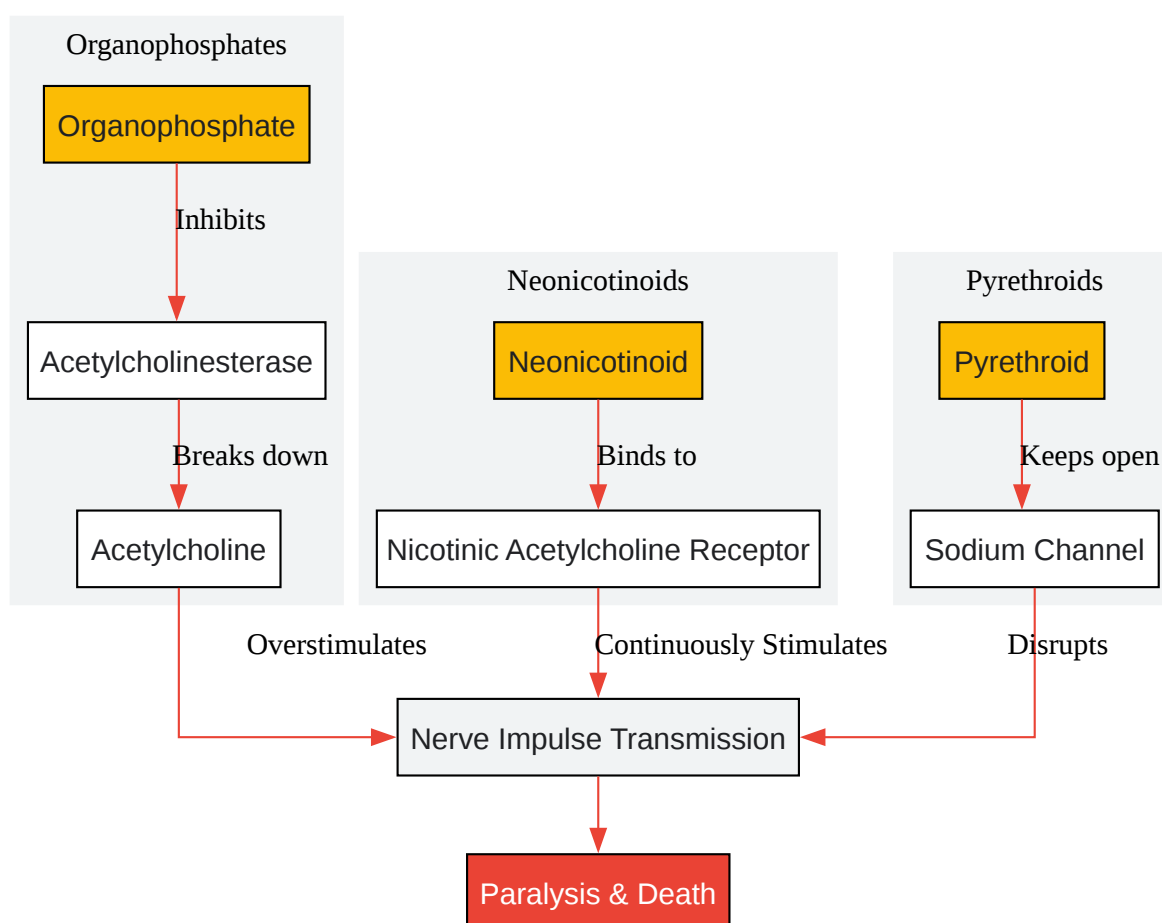 Organophosphates
Organophosphate
Inhibits
Acetylcholinesterase
Breaks down
Acetylcholine
Overstimulates
Neonicotinoids
Neonicotinoid
Binds to
Nicotinic Acetylcholine Receptor
Continuously Stimulates
Pyrethroids
Pyrethroid
Keeps open
Sodium Channel
Disrupts
Nerve Impulse Transmission
Paralysis & Death